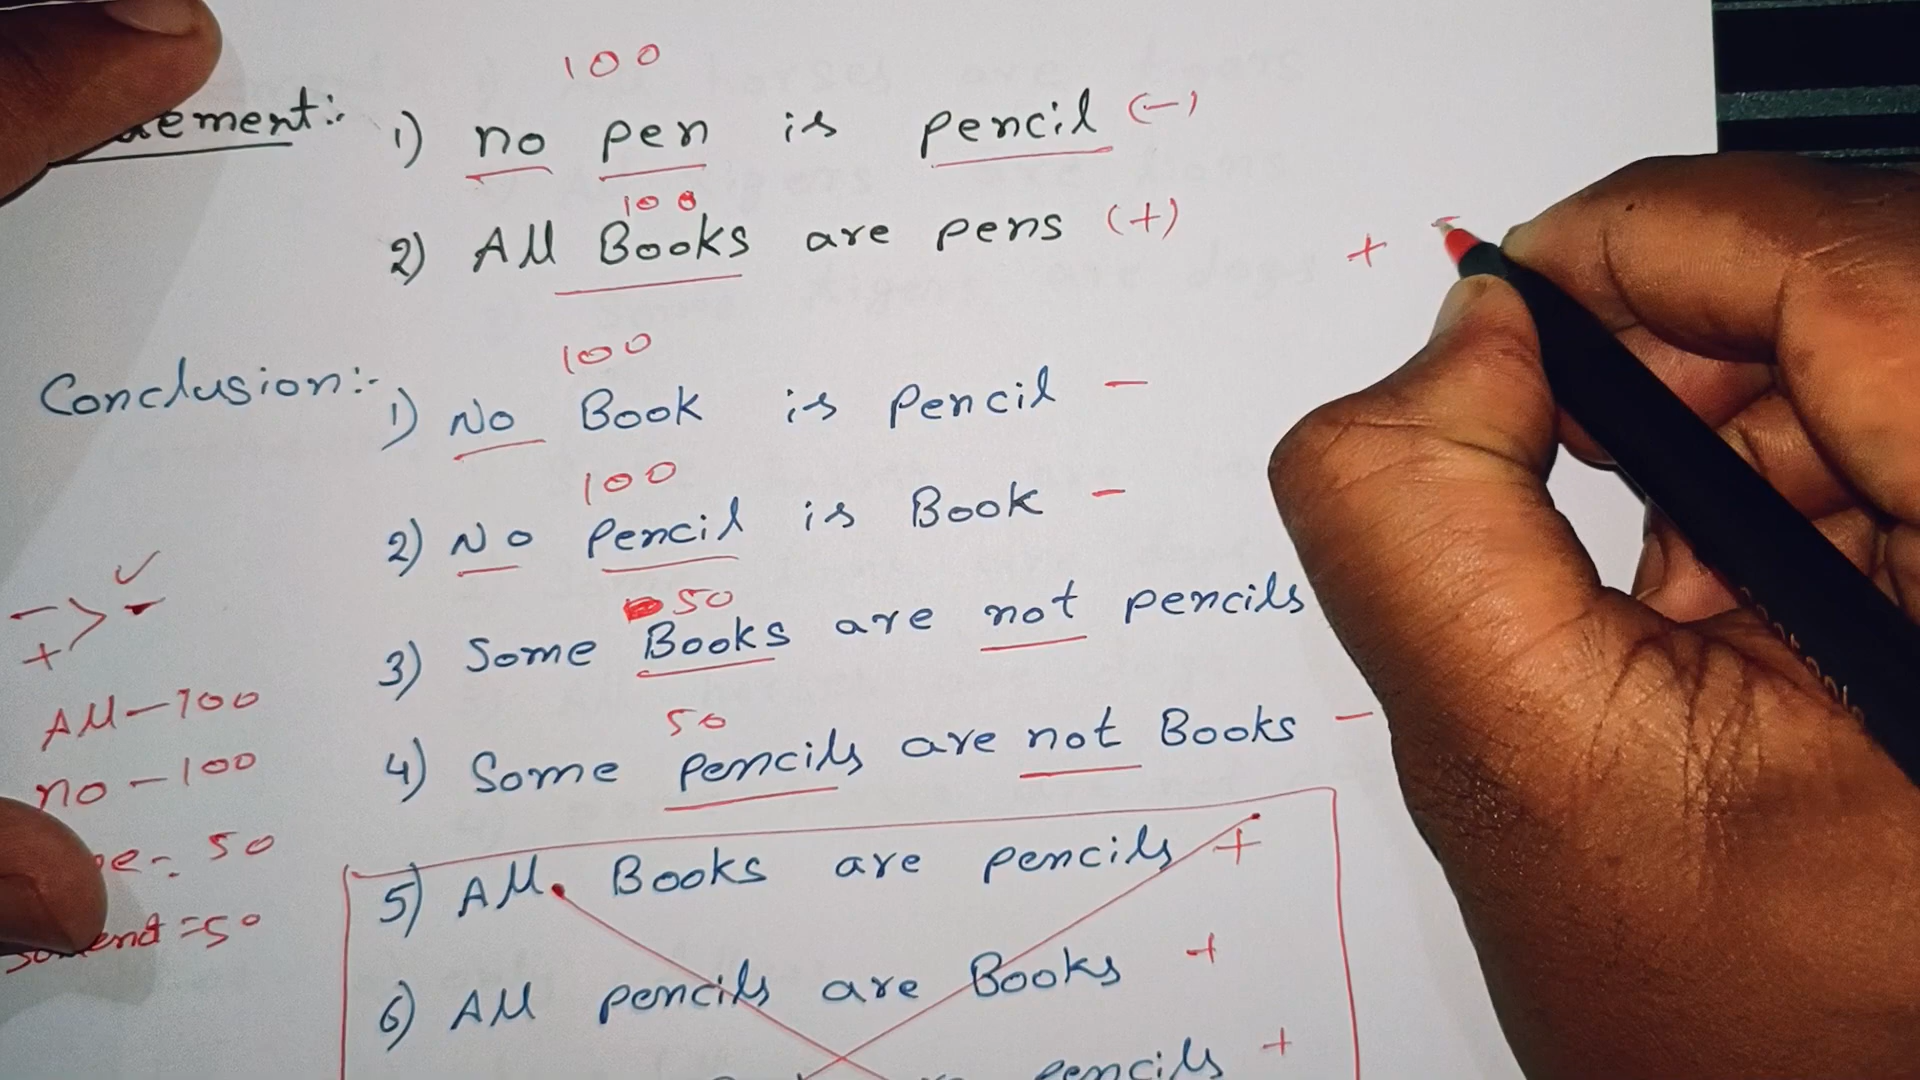 100
ement:- 1) no pen is pencil (-)
100
2) All Books are pens (+)
+
100
Conclusion:- 1) No Book is Pencil -
100
2) No Pencil is Book -
50
3) Some Books are not pencils
50
4) Some pencils are not Books -
- > - ✓
+
All - 100
no - 100
e - 50
not = 50
5) All Books are pencils +
6) All pencils are Books +
pencils +